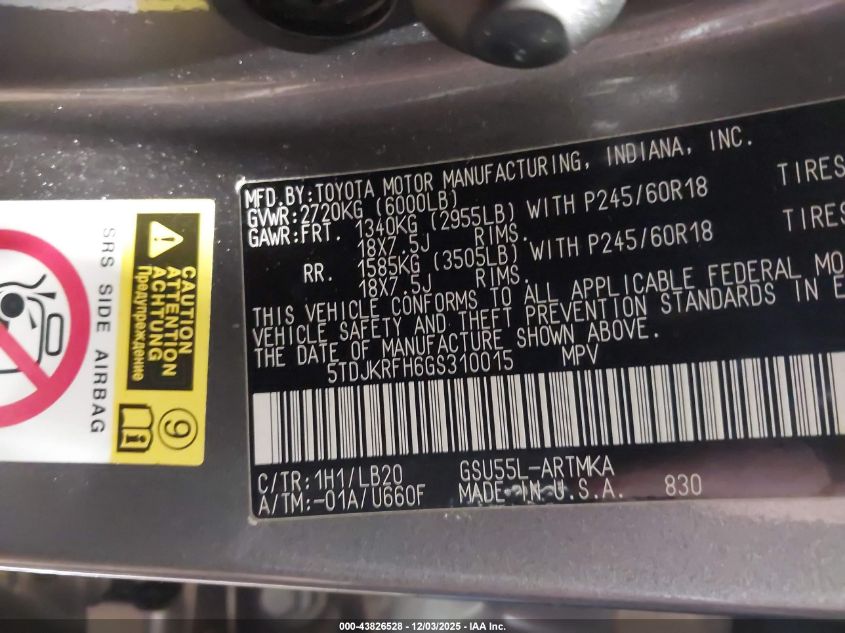 MFD.BY:TOYOTA MOTOR MANUFACTURING, INDIANA, INC.
GVWR:2720KG (6000LB)
GAWR:FRT. 1340KG (2955LB) WITH P245/60R18 TIRES
18X7.5J RIMS.
RR. 1585KG (3505LB) WITH P245/60R18 TIRES
18X7.5J RIMS.
THIS VEHICLE CONFORMS TO ALL APPLICABLE FEDERAL MO
VEHICLE SAFETY AND THEFT PREVENTION STANDARDS IN E
THE DATE OF MANUFACTURE SHOWN ABOVE.
5TDJKRFH6GS310015 MPV
C/TR:1H1/LB20 GSU55L-ARTMKA
A/TM:-01A/U660F MADE-IN-U.S.A. 830
SRS SIDE AIRBAG
CAUTION
ATTENTION
ACHTUNG
Предупреждение
9
000-43826528 - 12/03/2025 - IAA Inc.